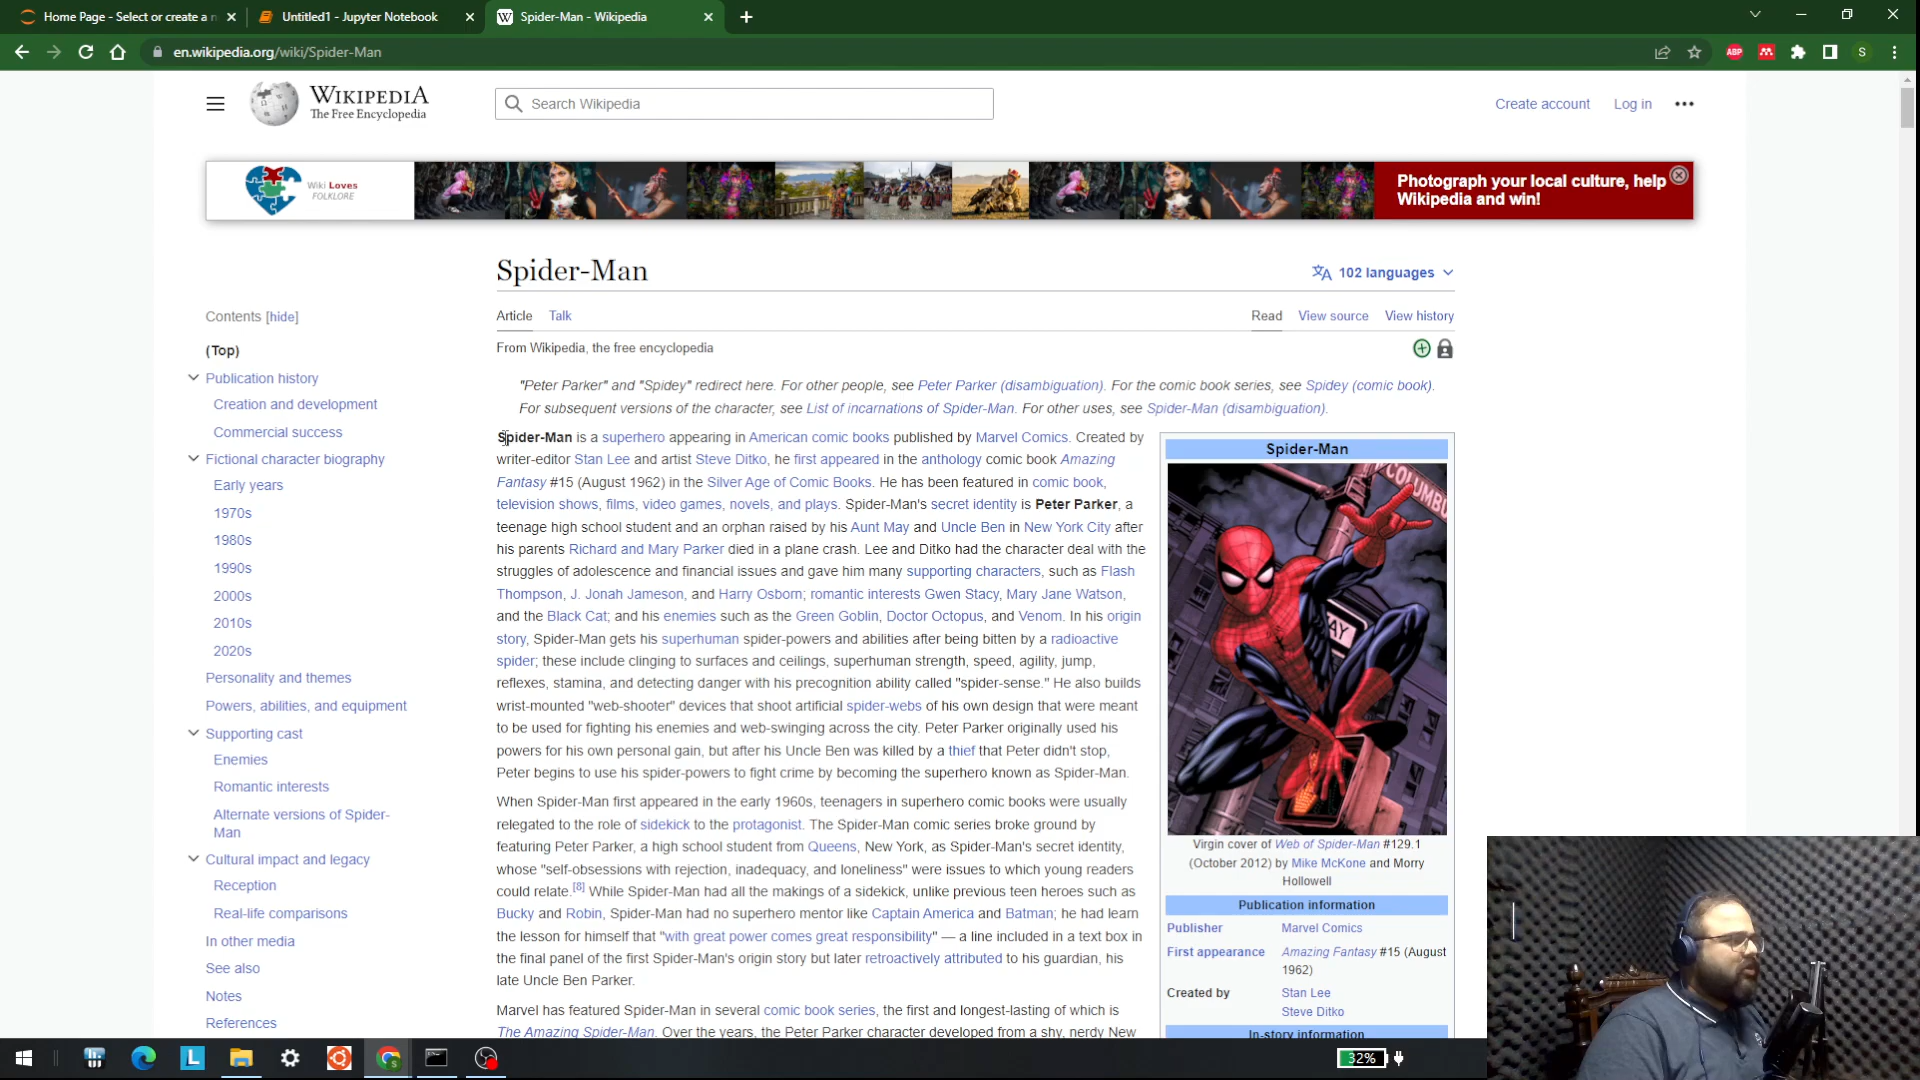 Home Page - Select or create a n
Untitled1 - Jupyter Notebook
Spider-Man - Wikipedia
en.wikipedia.org/wiki/Spider-Man
ABP
S
WIKIPEDIA
The Free Encyclopedia
Search Wikipedia
Create account
Log in
Wiki Loves
FOLKLORE
Photograph your local culture, help
Wikipedia and win!
Spider-Man
102 languages
Article
Talk
Read
View source
View history
From Wikipedia, the free encyclopedia
"Peter Parker" and "Spidey" redirect here. For other people, see Peter Parker (disambiguation). For the comic book series, see Spidey (comic book).
For subsequent versions of the character, see List of incarnations of Spider-Man. For other uses, see Spider-Man (disambiguation).
Contents [hide]
(Top)
Publication history
Creation and development
Commercial success
Fictional character biography
Early years
1970s
1980s
1990s
2000s
2010s
2020s
Personality and themes
Powers, abilities, and equipment
Supporting cast
Enemies
Romantic interests
Alternate versions of Spider-
Man
Cultural impact and legacy
Reception
Real-life comparisons
In other media
See also
Notes
References
Spider-Man is a superhero appearing in American comic books published by Marvel Comics. Created by
writer-editor Stan Lee and artist Steve Ditko, he first appeared in the anthology comic book Amazing
Fantasy #15 (August 1962) in the Silver Age of Comic Books. He has been featured in comic book,
television shows, films, video games, novels, and plays. Spider-Man's secret identity is Peter Parker, a
teenage high school student and an orphan raised by his Aunt May and Uncle Ben in New York City after
his parents Richard and Mary Parker died in a plane crash. Lee and Ditko had the character deal with the
struggles of adolescence and financial issues and gave him many supporting characters, such as Flash
Thompson, J. Jonah Jameson, and Harry Osborn; romantic interests Gwen Stacy, Mary Jane Watson,
and the Black Cat; and his enemies such as the Green Goblin, Doctor Octopus, and Venom. In his origin
story, Spider-Man gets his superhuman spider-powers and abilities after being bitten by a radioactive
spider; these include clinging to surfaces and ceilings, superhuman strength, speed, agility, jump,
reflexes, stamina, and detecting danger with his precognition ability called "spider-sense." He also builds
wrist-mounted "web-shooter" devices that shoot artificial spider-webs of his own design that were meant
to be used for fighting his enemies and web-swinging across the city. Peter Parker originally used his
powers for his own personal gain, but after his Uncle Ben was killed by a thief that Peter didn't stop,
Peter begins to use his spider-powers to fight crime by becoming the superhero known as Spider-Man.
When Spider-Man first appeared in the early 1960s, teenagers in superhero comic books were usually
relegated to the role of sidekick to the protagonist. The Spider-Man comic series broke ground by
featuring Peter Parker, a high school student from Queens, New York, as Spider-Man's secret identity,
whose "self-obsessions with rejection, inadequacy, and loneliness" were issues to which young readers
could relate.[8] While Spider-Man had all the makings of a sidekick, unlike previous teen heroes such as
Bucky and Robin, Spider-Man had no superhero mentor like Captain America and Batman; he had learn
the lesson for himself that "with great power comes great responsibility" — a line included in a text box in
the final panel of the first Spider-Man's origin story but later retroactively attributed to his guardian, his
late Uncle Ben Parker.
Marvel has featured Spider-Man in several comic book series, the first and longest-lasting of which is
The Amazing Spider-Man. Over the years, the Peter Parker character developed from a shy, nerdy New
Spider-Man
COLUMBU
WAY
Virgin cover of Web of Spider-Man #129.1
(October 2012) by Mike McKone and Morry
Hollowell
Publication information
Publisher
Marvel Comics
First appearance
Amazing Fantasy #15 (August
1962)
Created by
Stan Lee
Steve Ditko
In-story information
L
32%